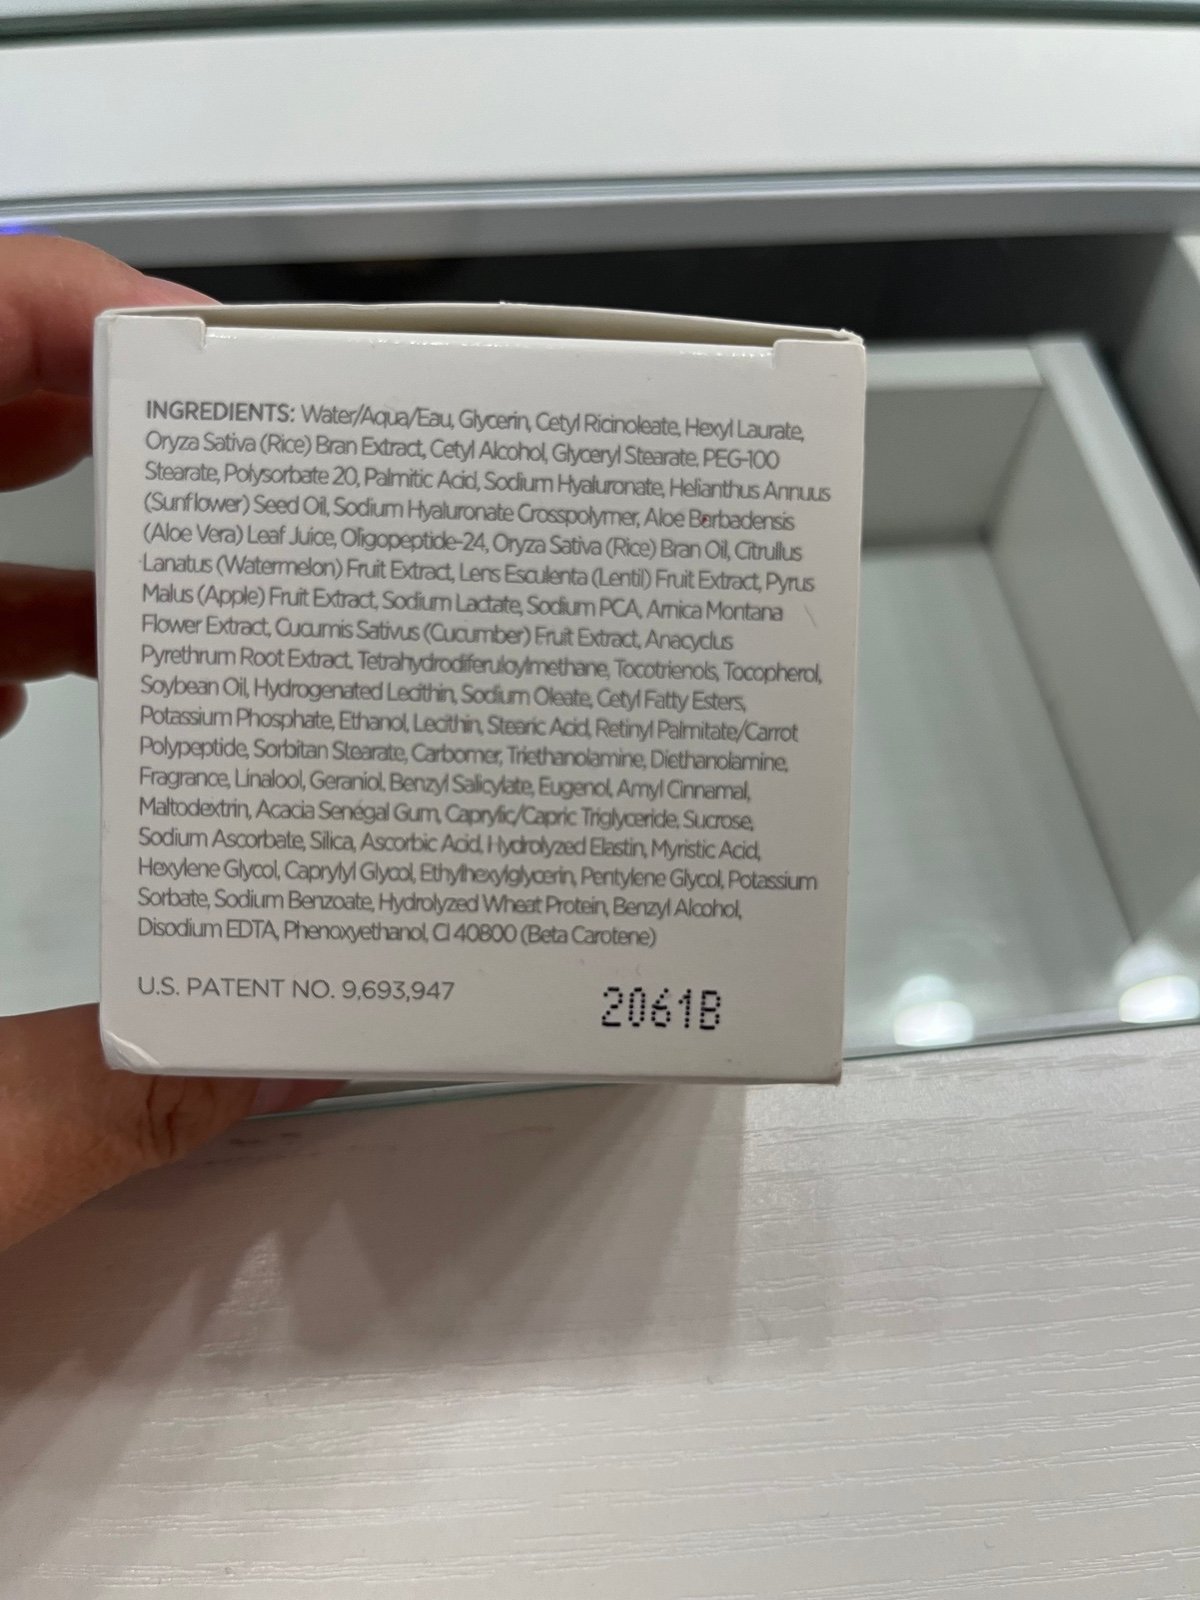 INGREDIENTS: Water/Aqua/Eau, Glycerin, Cetyl Ricinoleate, Hexyl Laurate,
Oryza Sativa (Rice) Bran Extract, Cetyl Alcohol, Glyceryl Stearate, PEG-100
Stearate, Polysorbate 20, Palmitic Acid, Sodium Hyaluronate, Helianthus Annuus
(Sunflower) Seed Oil, Sodium Hyaluronate Crosspolymer, Aloe Barbadensis
(Aloe Vera) Leaf Juice, Oligopeptide-24, Oryza Sativa (Rice) Bran Oil, Citrullus
Lanatus (Watermelon) Fruit Extract, Lens Esculenta (Lentil) Fruit Extract, Pyrus
Malus (Apple) Fruit Extract, Sodium Lactate, Sodium PCA, Arnica Montana
Flower Extract, Cucumis Sativus (Cucumber) Fruit Extract, Anacyclus
Pyrethrum Root Extract, Tetrahydrodiferuloylmethane, Tocotrienols, Tocopherol,
Soybean Oil, Hydrogenated Lecithin, Sodium Oleate, Cetyl Fatty Esters,
Potassium Phosphate, Ethanol, Lecithin, Stearic Acid, Retinyl Palmitate/Carrot
Polypeptide, Sorbitan Stearate, Carbomer, Triethanolamine, Diethanolamine,
Fragrance, Linalool, Geraniol, Benzyl Salicylate, Eugenol, Amyl Cinnamal,
Maltodextrin, Acacia Senegal Gum, Caprylic/Capric Triglyceride, Sucrose,
Sodium Ascorbate, Silica, Ascorbic Acid, Hydrolyzed Elastin, Myristic Acid,
Hexylene Glycol, Caprylyl Glycol, Ethylhexylglycerin, Pentylene Glycol, Potassium
Sorbate, Sodium Benzoate, Hydrolyzed Wheat Protein, Benzyl Alcohol,
Disodium EDTA, Phenoxyethanol, CI 40800 (Beta Carotene)
U.S. PATENT NO. 9,693,947
2061B